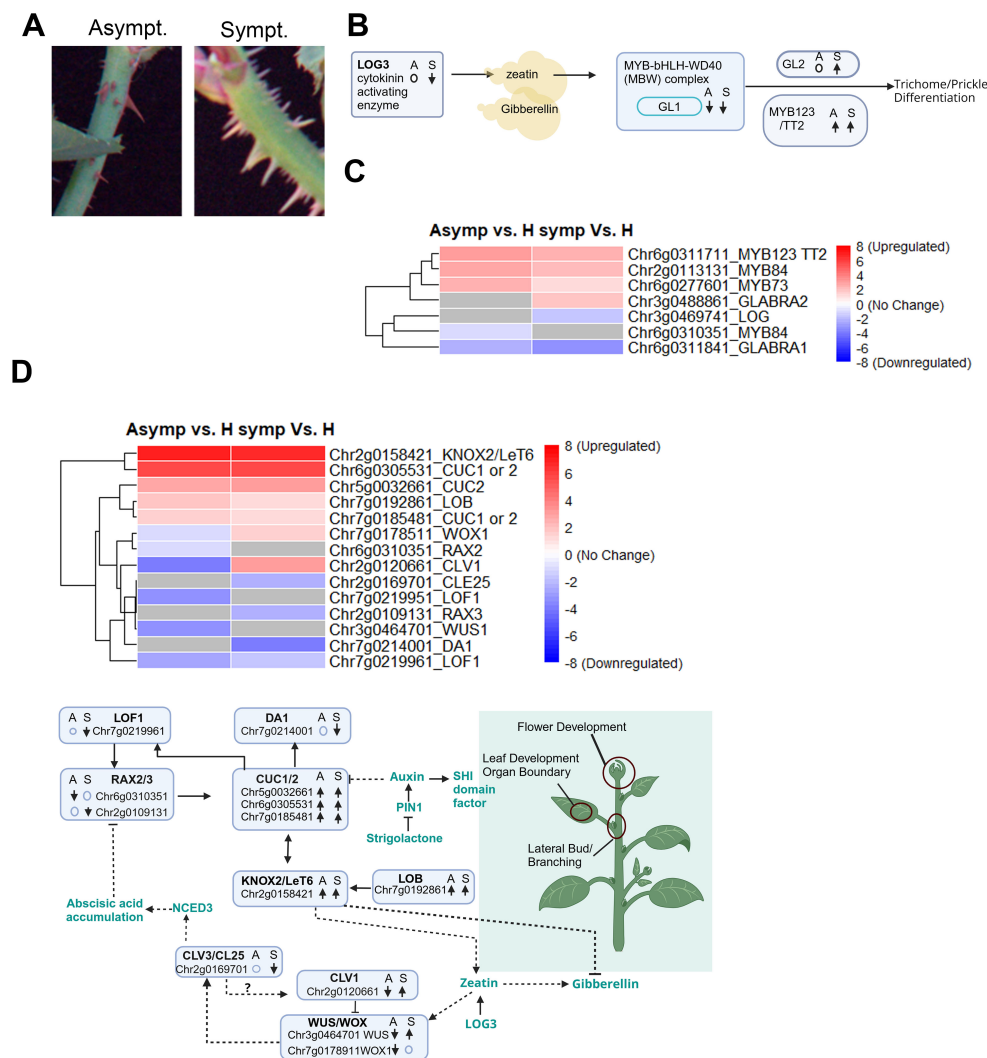 A
Asympt.
Sympt.
B
LOG3 A S
cytokinin
activating
enzyme
zeatin
Gibberellin
MYB-bHLH-WD40
(MBW) complex
A S
GL1
GL2 A S
MYB123 A S
/TT2
Trichome/Prickle
Differentiation
C
Asymp vs. H symp Vs. H
Chr6g0311711_MYB123 TT2
Chr2g0113131_MYB84
Chr6g0277601_MYB73
Chr3g0488861_GLABRA2
Chr3g0469741_LOG
Chr6g0310351_MYB84
Chr6g0311841_GLABRA1
8 (Upregulated)
6
4
2
0 (No Change)
-2
-4
-6
-8 (Downregulated)
D
Asymp vs. H symp Vs. H
Chr2g0158421_KNOX2/LeT6
Chr6g0305531_CUC1 or 2
Chr5g0032661_CUC2
Chr7g0192861_LOB
Chr7g0185481_CUC1 or 2
Chr7g0178511_WOX1
Chr6g0310351_RAX2
Chr2g0120661_CLV1
Chr2g0169701_CLE25
Chr7g0219951_LOF1
Chr2g0109131_RAX3
Chr3g0464701_WUS1
Chr7g0214001_DA1
Chr7g0219961_LOF1
8 (Upregulated)
6
4
2
0 (No Change)
-2
-4
-6
-8 (Downregulated)
A S LOF1
Chr7g0219961
DA1 A S
Chr7g0214001
A S RAX2/3
Chr6g0310351
Chr2g0109131
CUC1/2 A S
Chr5g0032661
Chr6g0305531
Chr7g0185481
Auxin
SHI
domain
factor
PIN1
Strigolactone
KNOX2/LeT6 A S
Chr2g0158421
LOB A S
Chr7g0192861
Abscisic acid
accumulation
NCED3
CLV3/CL25 A S
Chr2g0169701
?
CLV1 A S
Chr2g0120661
WUS/WOX A S
Chr3g0464701 WUS
Chr7g0178911WOX1
Zeatin
Gibberellin
LOG3
Flower Development
Leaf Development
Organ Boundary
Lateral Bud/
Branching